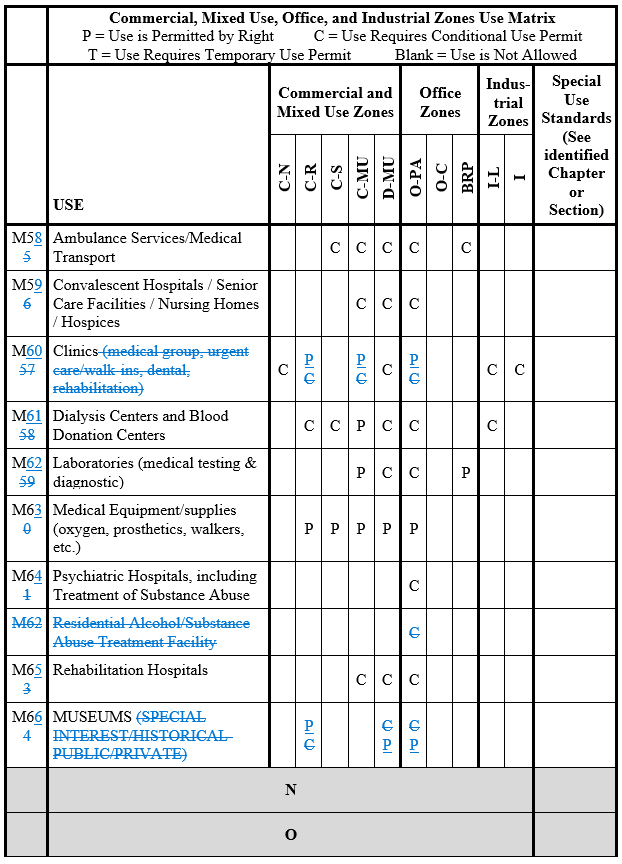 Commercial, Mixed Use, Office, and Industrial Zones Use Matrix
P = Use is Permitted by Right C = Use Requires Conditional Use Permit
T = Use Requires Temporary Use Permit Blank = Use is Not Allowed
USE
Commercial and
Mixed Use Zones
Office
Zones
Indus-
trial
Zones
Special
Use
Standards
(See
identified
Chapter
or
Section)
C-N
C-R
C-S
C-MU
D-MU
O-PA
O-C
BRP
I-L
I
M58 Ambulance Services/Medical
5 Transport C C C C C
M59 Convalescent Hospitals / Senior
6 Care Facilities / Nursing Homes C C C
/ Hospices
M60 Clinics (medical group, urgent P P P
57 care/walk-ins, dental, C C C C C C C
rehabilitation)
M61 Dialysis Centers and Blood
58 Donation Centers C C P C C C
M62 Laboratories (medical testing &
59 diagnostic) P C C P
M63 Medical Equipment/supplies
0 (oxygen, prosthetics, walkers, P P P P P
etc.)
M64 Psychiatric Hospitals, including
1 Treatment of Substance Abuse C
M62 Residential Alcohol/Substance
Abuse Treatment Facility C
M65 Rehabilitation Hospitals
3 C C C
M66 MUSEUMS (SPECIAL P C C
4 INTEREST/HISTORICAL C P P
PUBLIC/PRIVATE)
N
O